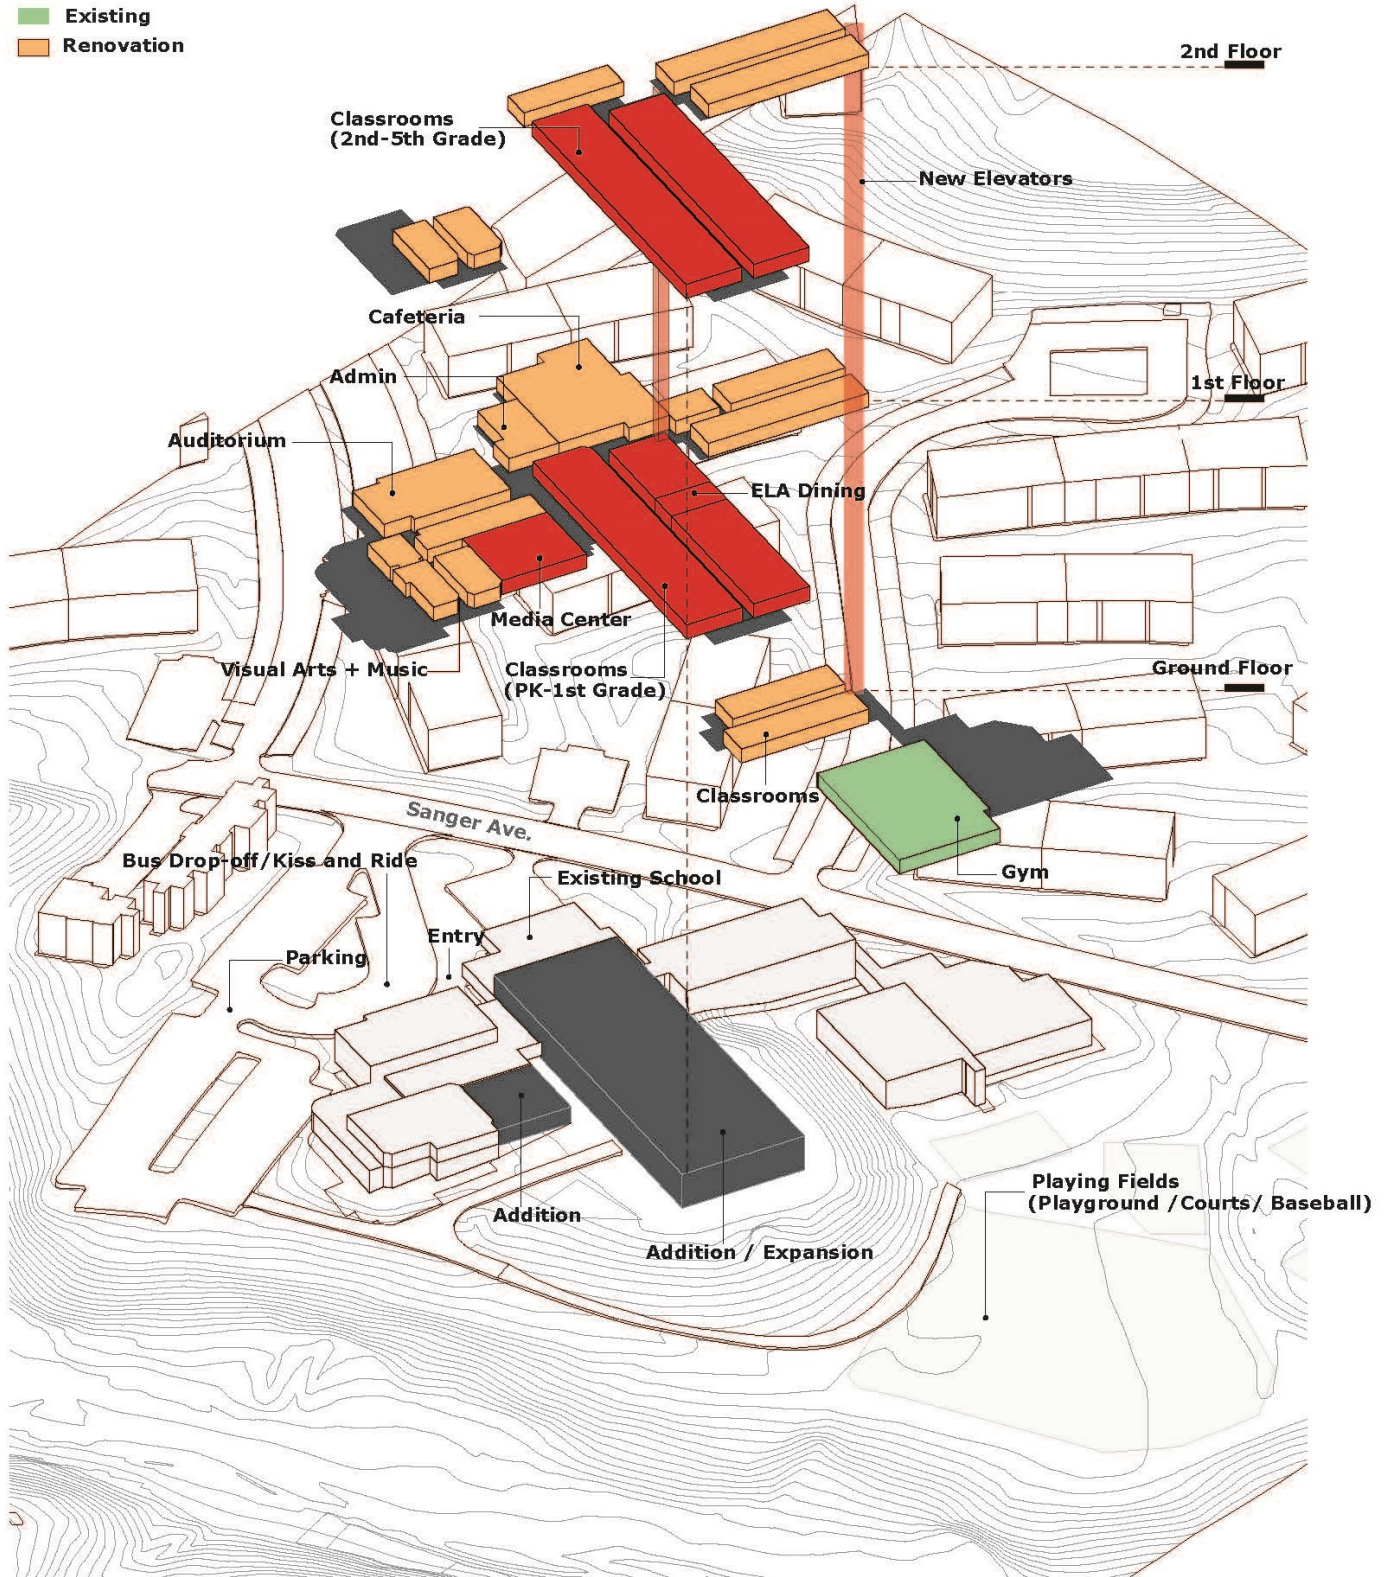 Existing
Renovation
2nd Floor
Classrooms
(2nd-5th Grade)
New Elevators
Cafeteria
Admin
1st Floor
Auditorium
ELA Dining
Media Center
Visual Arts + Music
Classrooms
(PK-1st Grade)
Ground Floor
Classrooms
Sanger Ave.
Bus Drop-off/Kiss and Ride
Existing School
Gym
Entry
Parking
Playing Fields
(Playground /Courts/ Baseball)
Addition
Addition / Expansion